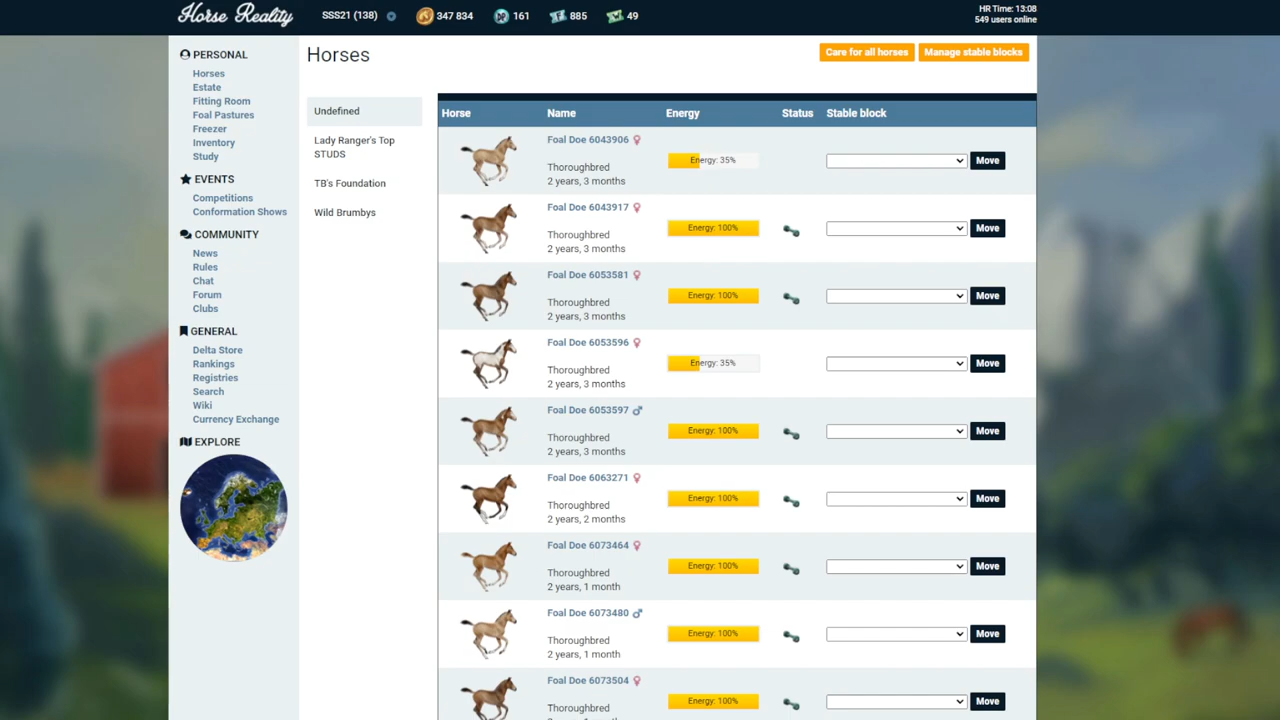 Horse Reality
SSS21 (138)
347 834
161
885
49
HR Time: 13:08
549 users online
PERSONAL
Horses
Estate
Fitting Room
Foal Pastures
Freezer
Inventory
Study
EVENTS
Competitions
Conformation Shows
COMMUNITY
News
Rules
Chat
Forum
Clubs
GENERAL
Delta Store
Rankings
Registries
Search
Wiki
Currency Exchange
EXPLORE
Horses
Care for all horses
Manage stable blocks
Undefined
Lady Ranger's Top
STUDS
TB's Foundation
Wild Brumbys
Horse Name Energy Status Stable block
Foal Doe 6043906
Thoroughbred
2 years, 3 months
Energy: 35%
Move
Foal Doe 6043917
Thoroughbred
2 years, 3 months
Energy: 100%
Move
Foal Doe 6053581
Thoroughbred
2 years, 3 months
Energy: 100%
Move
Foal Doe 6053596
Thoroughbred
2 years, 3 months
Energy: 35%
Move
Foal Doe 6053597
Thoroughbred
2 years, 3 months
Energy: 100%
Move
Foal Doe 6063271
Thoroughbred
2 years, 2 months
Energy: 100%
Move
Foal Doe 6073464
Thoroughbred
2 years, 1 month
Energy: 100%
Move
Foal Doe 6073480
Thoroughbred
2 years, 1 month
Energy: 100%
Move
Foal Doe 6073504
Thoroughbred
Energy: 100%
Move